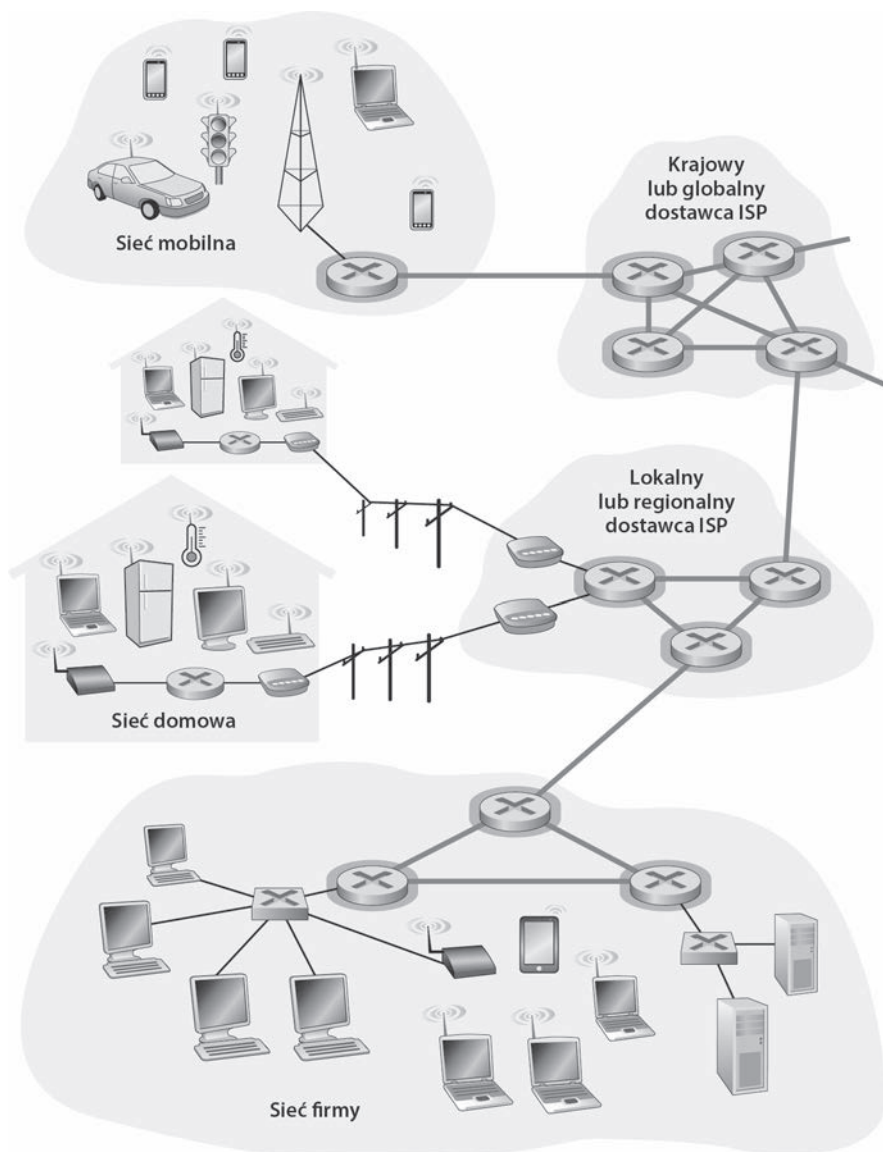 Sieć mobilna
Krajowy
lub globalny
dostawca ISP
Lokalny
lub regionalny
dostawca ISP
Sieć domowa
Sieć firmy